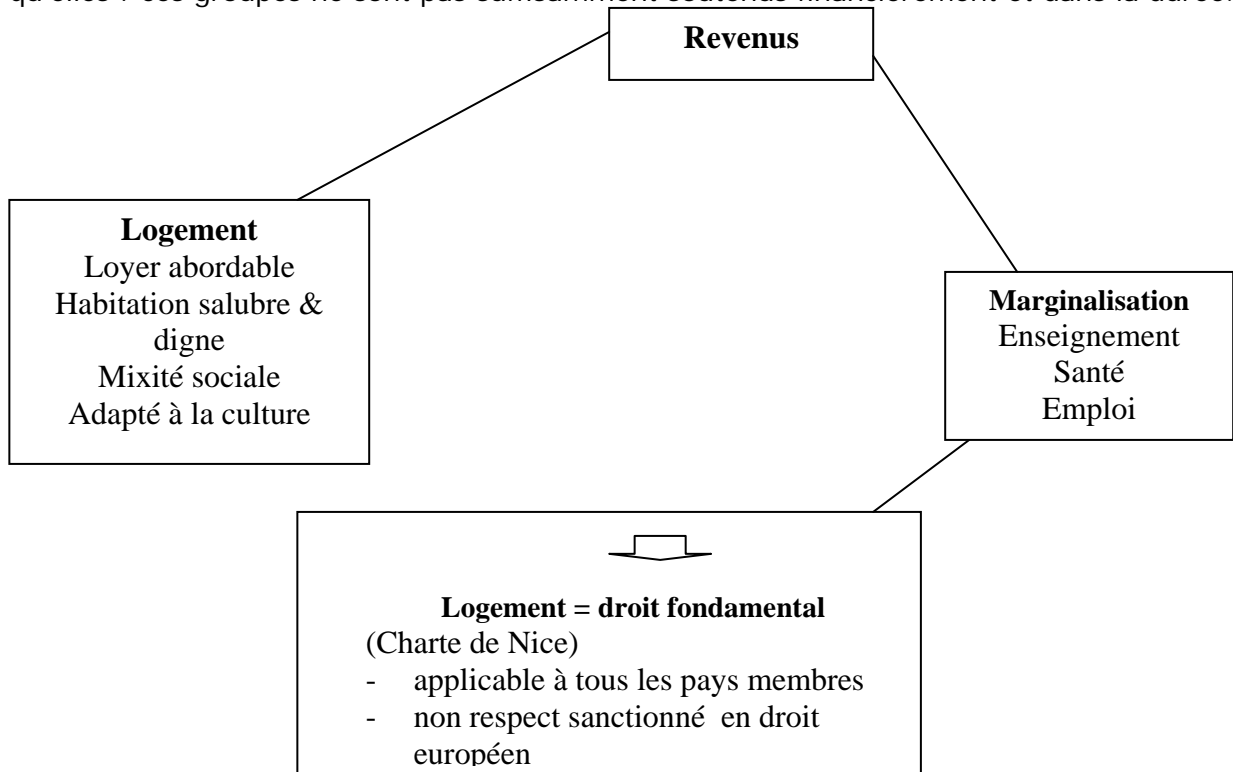 qu'elles ! ces groupes ne sont pas suffisamment soutenus financièrement et dans la durée.
Revenus
Logement
Loyer abordable
Habitation salubre &
digne
Mixité sociale
Adapté à la culture
Marginalisation
Enseignement
Santé
Emploi
Logement = droit fondamental
(Charte de Nice)
- applicable à tous les pays membres
- non respect sanctionné en droit
européen